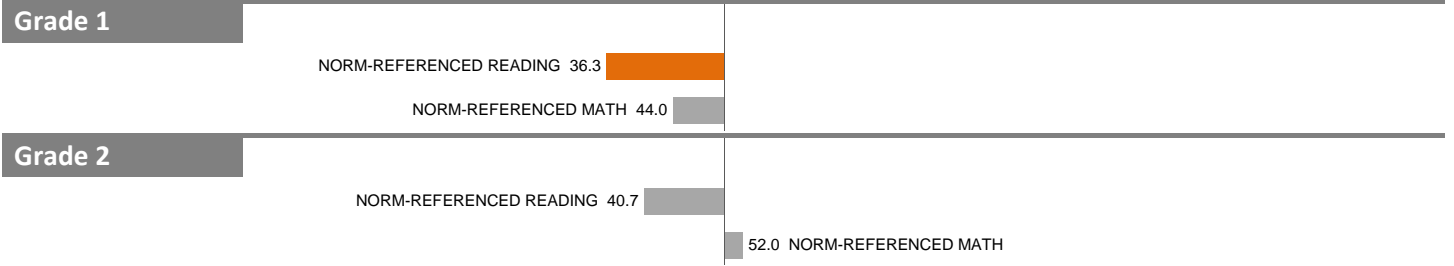 Grade 1
NORM-REFERENCED READING 36.3
NORM-REFERENCED MATH 44.0
Grade 2
NORM-REFERENCED READING 40.7
52.0 NORM-REFERENCED MATH